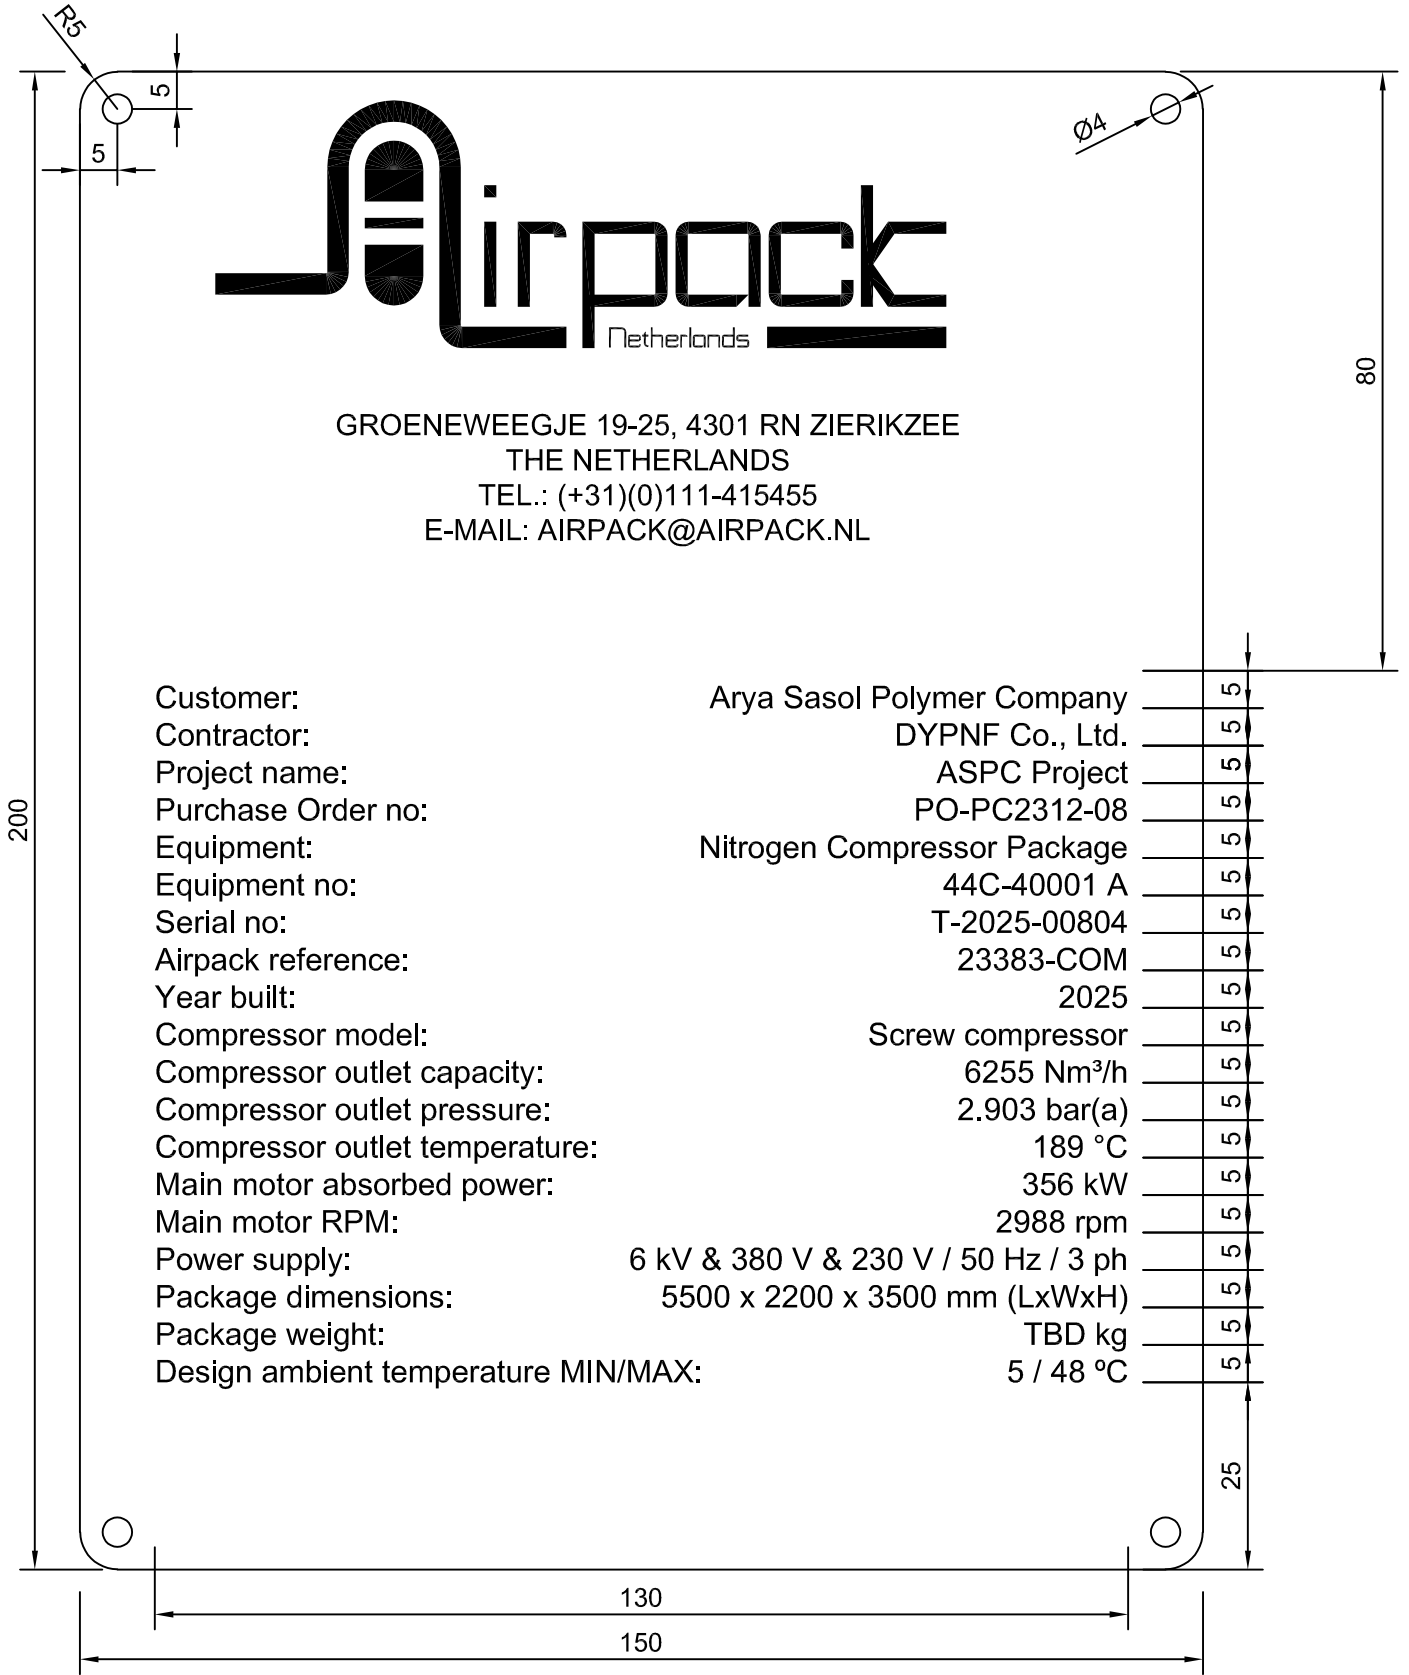 R5
5
5
Ø4
Airpack
Netherlands
GROENEWEEGJE 19-25, 4301 RN ZIERIKZEE
THE NETHERLANDS
TEL.: (+31)(0)111-415455
E-MAIL: AIRPACK@AIRPACK.NL
80
200
Customer: Arya Sasol Polymer Company 5
Contractor: DYPNF Co., Ltd. 5
Project name: ASPC Project 5
Purchase Order no: PO-PC2312-08 5
Equipment: Nitrogen Compressor Package 5
Equipment no: 44C-40001 A 5
Serial no: T-2025-00804 5
Airpack reference: 23383-COM 5
Year built: 2025 5
Compressor model: Screw compressor 5
Compressor outlet capacity: 6255 Nm³/h 5
Compressor outlet pressure: 2.903 bar(a) 5
Compressor outlet temperature: 189 °C 5
Main motor absorbed power: 356 kW 5
Main motor RPM: 2988 rpm 5
Power supply: 6 kV & 380 V & 230 V / 50 Hz / 3 ph 5
Package dimensions: 5500 x 2200 x 3500 mm (LxWxH) 5
Package weight: TBD kg 5
Design ambient temperature MIN/MAX: 5 / 48 ºC 5
25
130
150